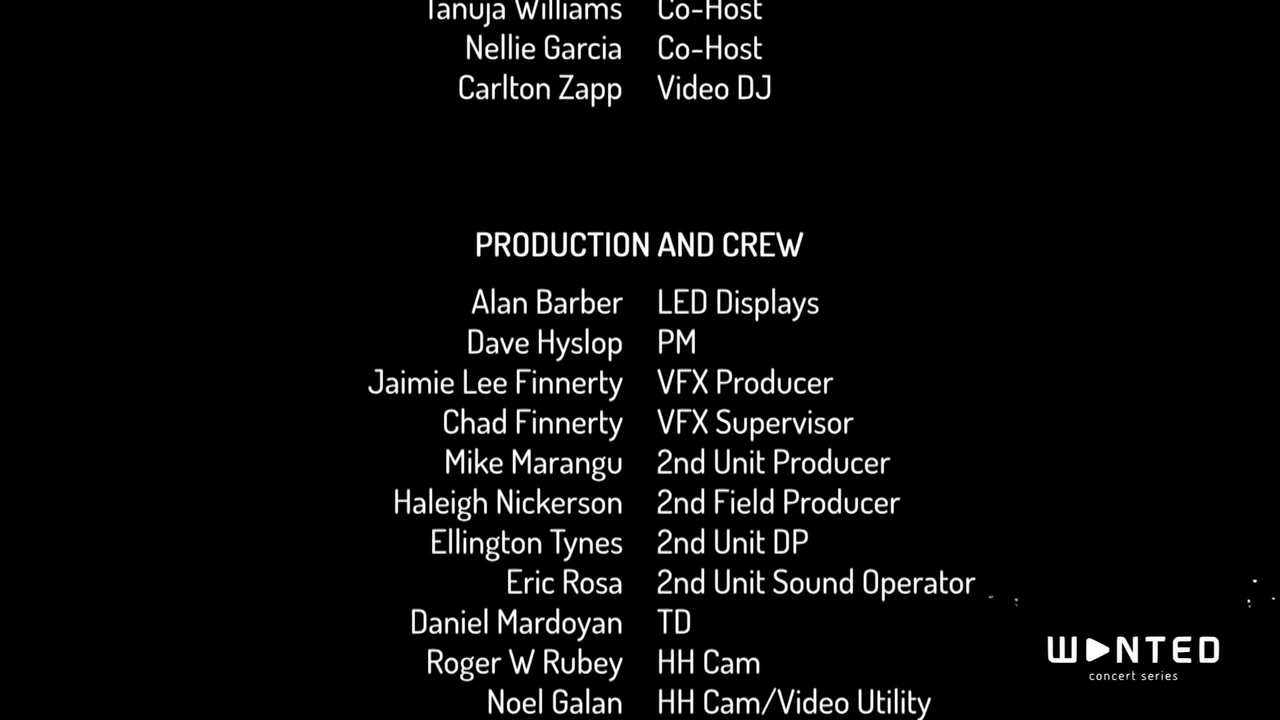 Tanuja Williams Co-Host
Nellie Garcia Co-Host
Carlton Zapp Video DJ
PRODUCTION AND CREW
Alan Barber LED Displays
Dave Hyslop PM
Jaimie Lee Finnerty VFX Producer
Chad Finnerty VFX Supervisor
Mike Marangu 2nd Unit Producer
Haleigh Nickerson 2nd Field Producer
Ellington Tynes 2nd Unit DP
Eric Rosa 2nd Unit Sound Operator
Daniel Mardoyan TD
Roger W Rubey HH Cam
Noel Galan HH Cam/Video Utility
WANTED
concert series